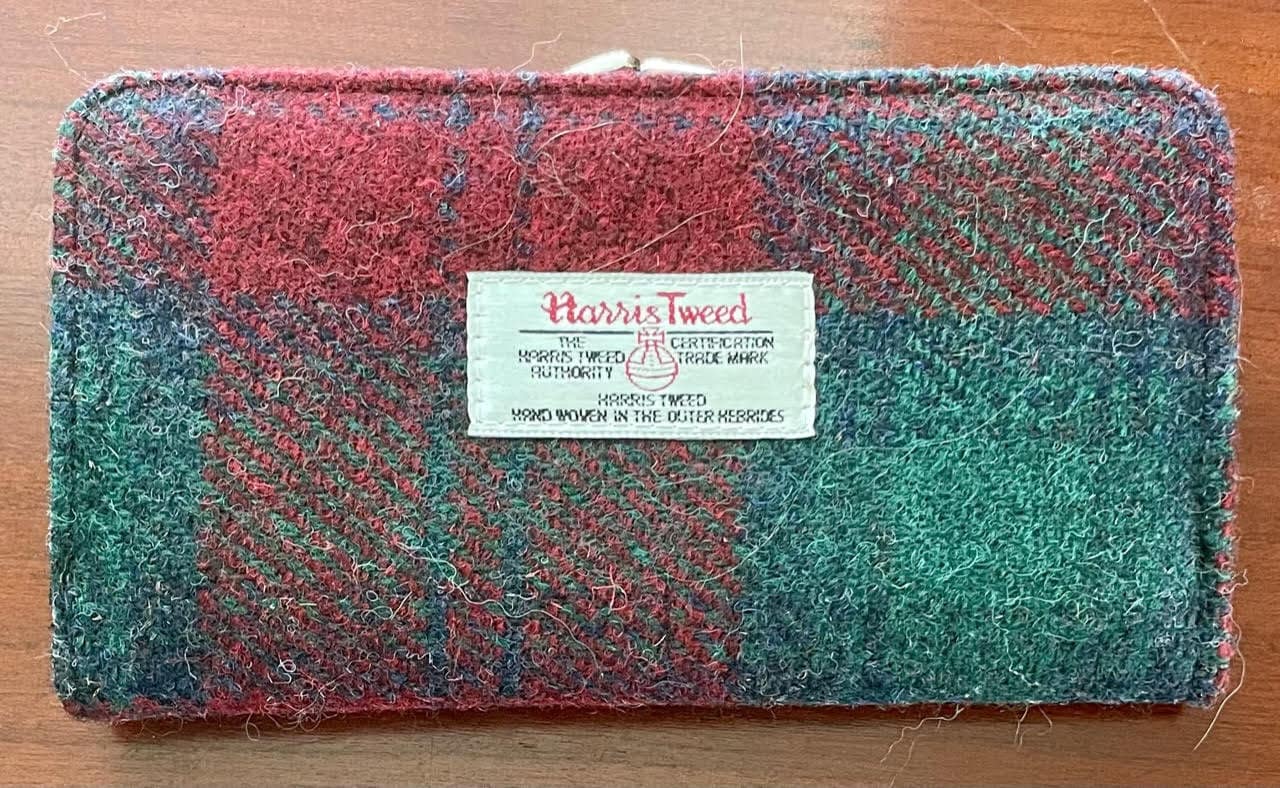 Harris Tweed
THE CERTIFICATION
HARRIS TWEED TRADE MARK
AUTHORITY
HARRIS TWEED
HAND WOVEN IN THE OUTER HEBRIDES